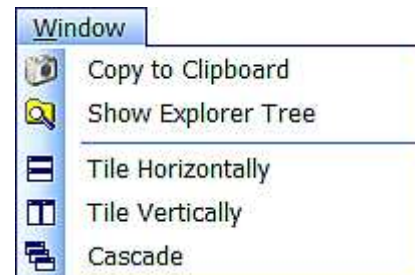 Window
Copy to Clipboard
Show Explorer Tree
Tile Horizontally
Tile Vertically
Cascade